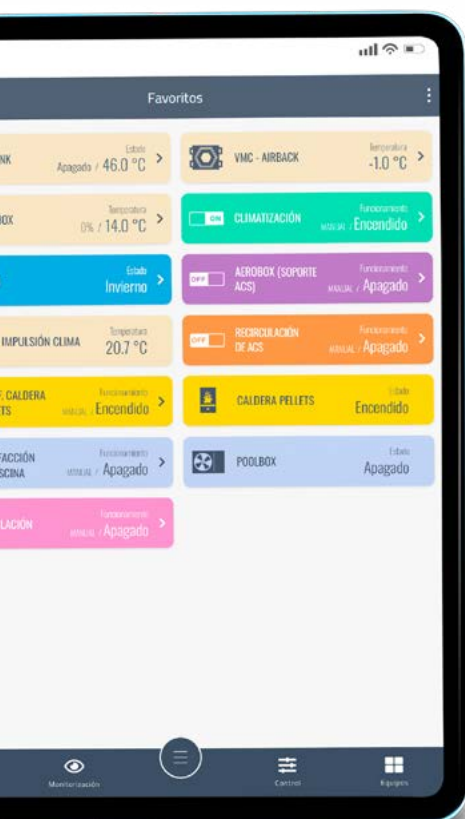 Favoritos
NK
Estado
Apagado / 46.0 °C
VMC - AIRBACK
Temperatura
-1.0 °C
OX
Temperatura
0% / 14.0 °C
ON
CLIMATIZACIÓN
Funcionamiento
MANUAL / Encendido
Estado
Invierno
OFF
AEROBOX (SOPORTE
ACS)
Funcionamiento
MANUAL / Apagado
IMPULSIÓN CLIMA
Temperatura
20.7 °C
OFF
RECIRCULACIÓN
DE ACS
Funcionamiento
MANUAL / Apagado
F. CALDERA
TS
Funcionamiento
MANUAL / Encendido
CALDERA PELLETS
Estado
Encendido
FACCIÓN
SCINA
Funcionamiento
MANUAL / Apagado
POOLBOX
Estado
Apagado
LACIÓN
Funcionamiento
MANUAL / Apagado
Monitorización
Control
Equipos